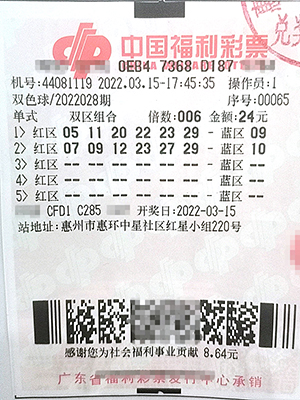 中国福利彩票
0EB4 7368 D187
机号:44081119 2022.03.15-17:45:35 操作员:1
双色球/2022028期 序号:00065
单式 双区组合 倍数:006 金额:24元
1> 红区 05 11 20 22 23 29 - 蓝区 09
2> 红区 07 09 12 23 27 29 - 蓝区 10
3> 红区 -- -- -- -- -- -- - 蓝区 --
4> 红区 -- -- -- -- -- -- - 蓝区 --
5> 红区 -- -- -- -- -- -- - 蓝区 --
CFD1 C285 开奖日:2022-03-15
站地址:惠州市惠环中星社区红星小组220号
感谢您为社会福利事业贡献 8.64元
广东省福利彩票发行中心承销
兑奖